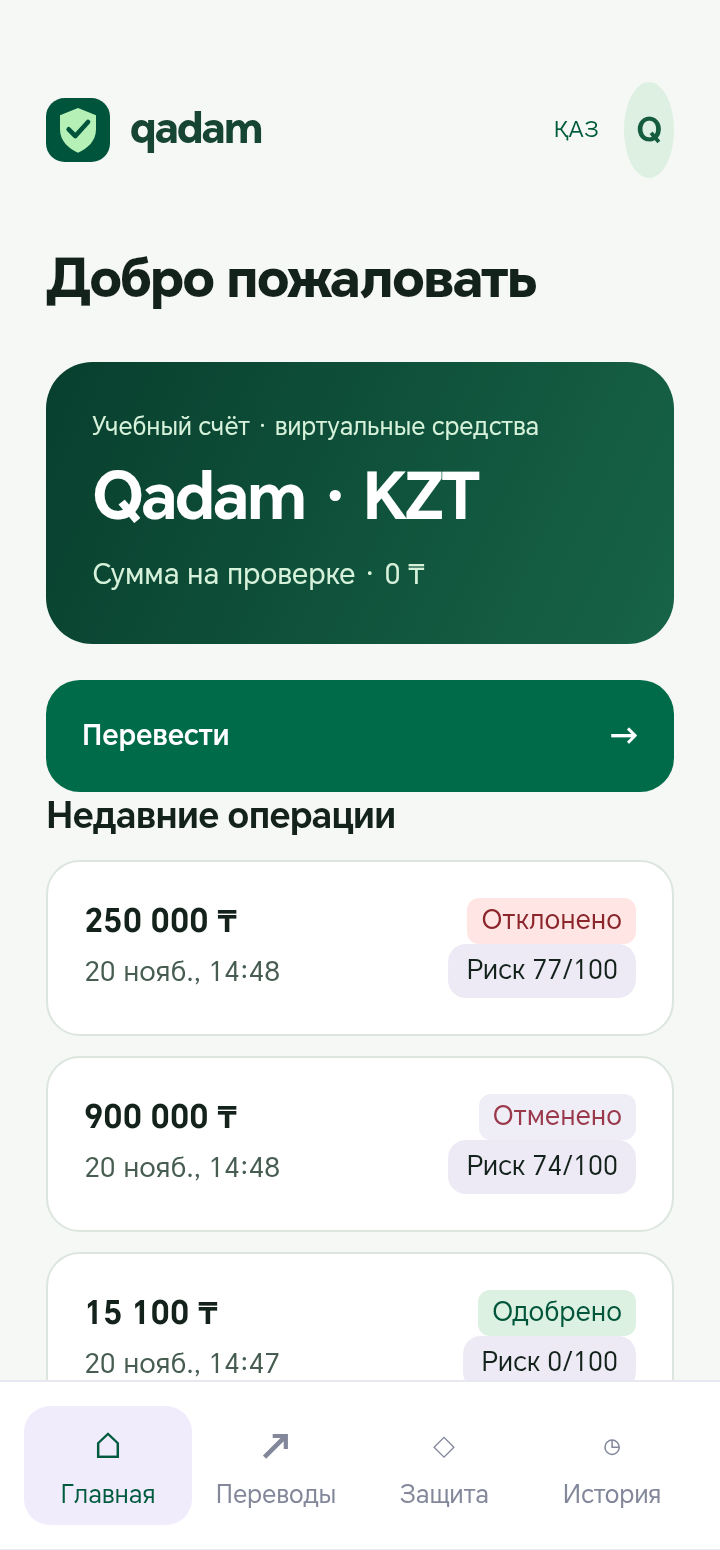 qadam
ҚАЗ
Q
Добро пожаловать
Учебный счёт · виртуальные средства
Qadam · KZT
Сумма на проверке · 0 ₸
Перевести →
Недавние операции
250 000 ₸
Отклонено
20 нояб., 14:48
Риск 77/100
900 000 ₸
Отменено
20 нояб., 14:48
Риск 74/100
15 100 ₸
Одобрено
20 нояб., 14:47
Риск 0/100
Главная
Переводы
Защита
История